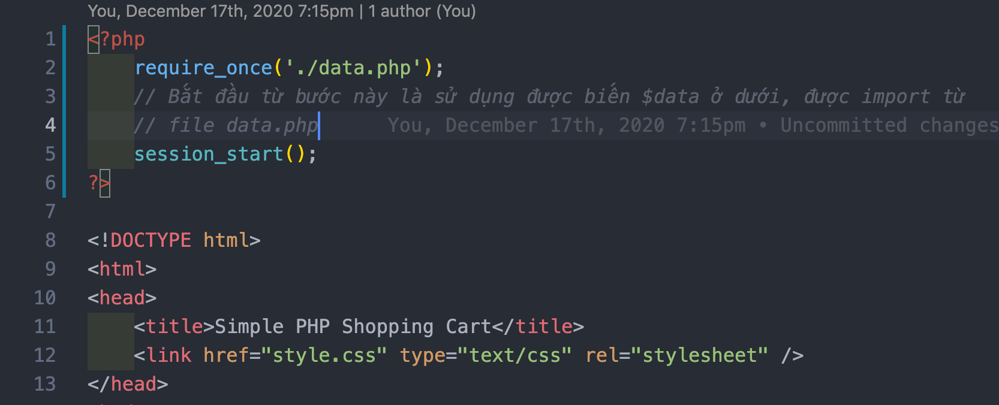 You, December 17th, 2020 7:15pm | 1 author (You)
1 <?php
2 require_once('./data.php');
3 // Bắt đầu từ bước này là sử dụng được biến $data ở dưới, được import từ
4 // file data.php You, December 17th, 2020 7:15pm • Uncommitted changes
5 session_start();
6 ?>
7
8 <!DOCTYPE html>
9 <html>
10 <head>
11 <title>Simple PHP Shopping Cart</title>
12 <link href="style.css" type="text/css" rel="stylesheet" />
13 </head>